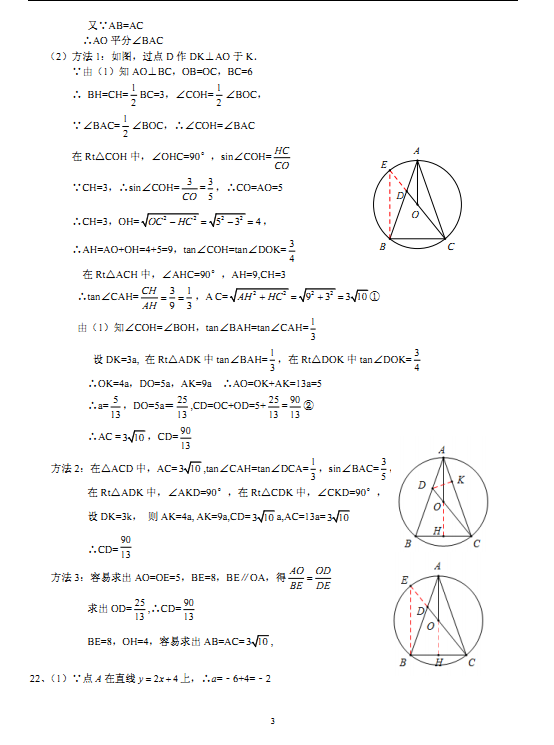 又∵AB=AC
∴AO 平分∠BAC
（2）方法 1：如图，过点 D 作 DK⊥AO 于 K.
∵由（1）知 AO⊥BC，OB=OC，BC=6
∴ BH=CH=1/2 BC=3，∠COH=1/2 ∠BOC，
∵∠BAC=1/2 ∠BOC，∴∠COH=∠BAC
在 Rt△COH 中，∠OHC=90°，sin∠COH=HC/CO
∵CH=3，∴sin∠COH=3/CO=3/5，∴CO=AO=5
∴CH=3，OH=√(OC²－HC²)=√(5²－3²)=4，
∴AH=AO+OH=4+5=9，tan∠COH=tan∠DOK=3/4
在 Rt△ACH 中，∠AHC=90°，AH=9,CH=3
∴tan∠CAH=CH/AH=3/9=1/3，A C=√(AH²+HC²)=√(9²+3²)=3√10 ①
由（1）知∠COH=∠BOH，tan∠BAH=tan∠CAH=1/3
设 DK=3a, 在 Rt△ADK 中 tan∠BAH=1/3，在 Rt△DOK 中 tan∠DOK=3/4
∴OK=4a，DO=5a，AK=9a ∴AO=OK+AK=13a=5
∴a=5/13，DO=5a＝25/13,CD=OC+OD=5+25/13=90/13 ②
∴AC =3√10，CD=90/13
方法 2：在△ACD 中，AC=3√10 ,tan∠CAH=tan∠DCA=1/3，sin∠BAC=3/5，
在 Rt△ADK 中，∠AKD=90°，在 Rt△CDK 中，∠CKD=90°，
设 DK=3k， 则 AK=4a, AK=9a,CD=3√10 a,AC=13a=3√10
∴CD=90/13
方法 3：容易求出 AO=OE=5，BE=8，BE∥OA，得 AO/BE=OD/DE
求出 OD=25/13,∴CD=90/13
BE=8，OH=4，容易求出 AB=AC=3√10 ,
22、（1）∵点 A 在直线 y=2x+4 上，∴a=﹣6+4=﹣2
A
E
D
O
B
C
A
D
K
O
H
B
C
A
E
D
O
B
H
C
3